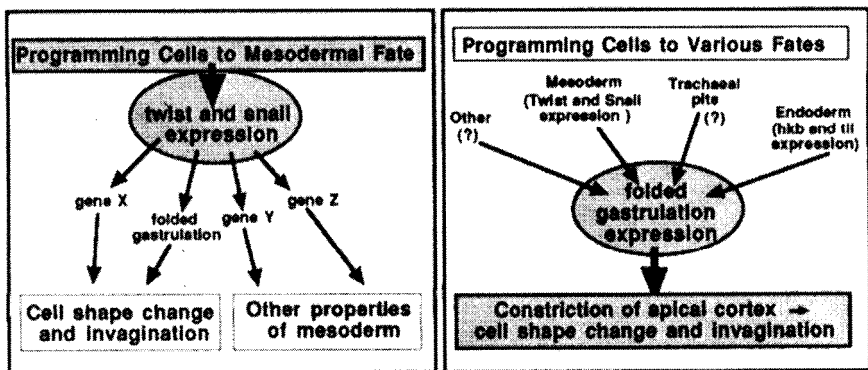 Programming Cells to Mesodermal Fate
twist and snail
expression
gene X
folded
gastrulation
gene Y
gene Z
Cell shape change
and invagination
Other properties
of mesoderm
Programming Cells to Various Fates
Mesoderm
(Twist and Snail
expression )
Trachaeal
pits
(?)
Other
(?)
Endoderm
(hkb and tll
expression)
folded
gastrulation
expression
Constriction of apical cortex →
cell shape change and invagination